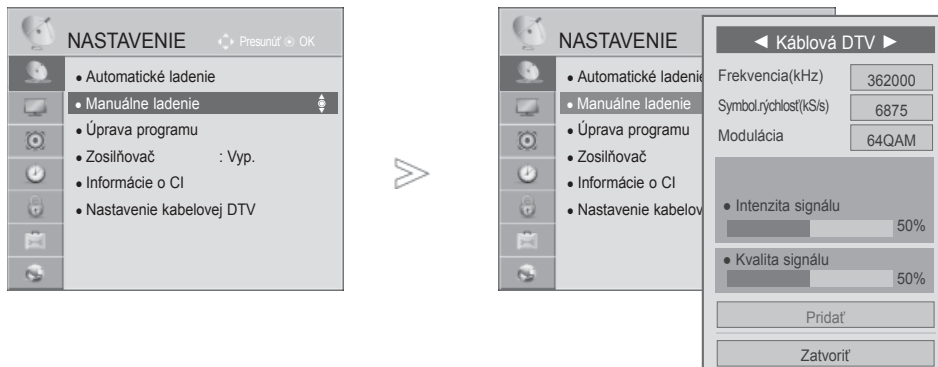 NASTAVENIE Presunúť OK
• Automatické ladenie
• Manuálne ladenie
• Úprava programu
• Zosilňovač : Vyp.
• Informácie o CI
• Nastavenie kabelovej DTV
NASTAVENIE
• Automatické ladenie
• Manuálne ladenie
• Úprava programu
• Zosilňovač
• Informácie o CI
• Nastavenie kabelov
◄ Káblová DTV ►
Frekvencia(kHz) 362000
Symbol.rýchlosť(kS/s) 6875
Modulácia 64QAM
• Intenzita signálu
50%
• Kvalita signálu
50%
Pridať
Zatvoriť